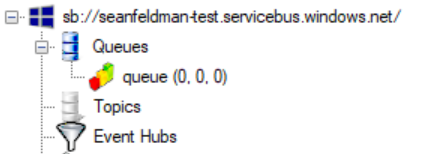 sb://seanfeldman-test.servicebus.windows.net/
Queues
queue (0, 0, 0)
Topics
Event Hubs